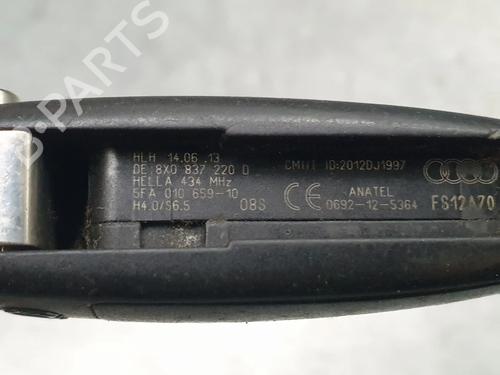 HLH 14.06 .13
DE:8X0 837 220 D
HELLA 434 MHz
5FA 010 659-10
H4.0/S6.5 08S
CMIIT ID:2012DJ1997
CE ANATEL
0692-12-5364
FS12A70
B-PARTS